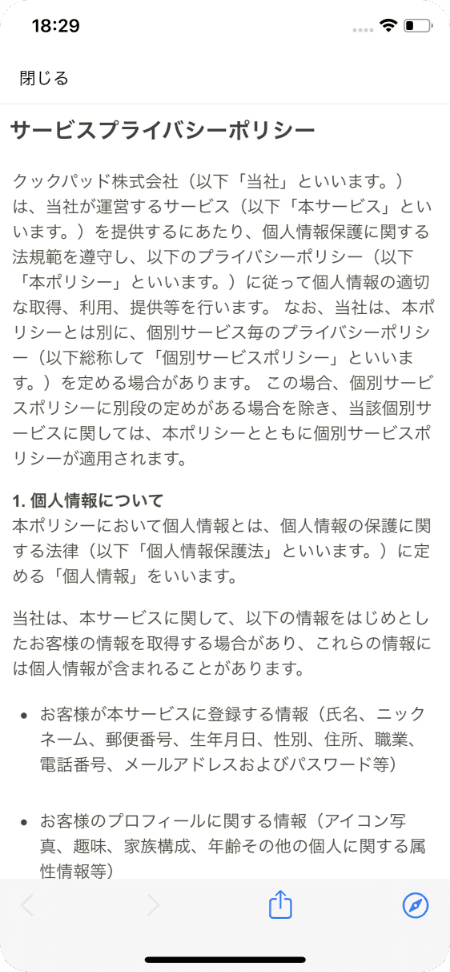 18:29
閉じる
サービスプライバシーポリシー
クックパッド株式会社（以下「当社」といいます。）
は、当社が運営するサービス（以下「本サービス」とい
います。）を提供するにあたり、個人情報保護に関する
法規範を遵守し、以下のプライバシーポリシー（以下
「本ポリシー」といいます。）に従って個人情報の適切
な取得、利用、提供等を行います。 なお、当社は、本ポ
リシーとは別に、個別サービス毎のプライバシーポリシ
ー（以下総称して「個別サービスポリシー」といいま
す。）を定める場合があります。 この場合、個別サービ
スポリシーに別段の定めがある場合を除き、当該個別サ
ービスに関しては、本ポリシーとともに個別サービスポ
リシーが適用されます。
1. 個人情報について
本ポリシーにおいて個人情報とは、個人情報の保護に関
する法律（以下「個人情報保護法」といいます。）に定
める「個人情報」をいいます。
当社は、本サービスに関して、以下の情報をはじめとし
たお客様の情報を取得する場合があり、これらの情報に
は個人情報が含まれることがあります。
• お客様が本サービスに登録する情報（氏名、ニック
ネーム、郵便番号、生年月日、性別、住所、職業、
電話番号、メールアドレスおよびパスワード等）
• お客様のプロフィールに関する情報（アイコン写
真、趣味、家族構成、年齢その他の個人に関する属
性情報等）